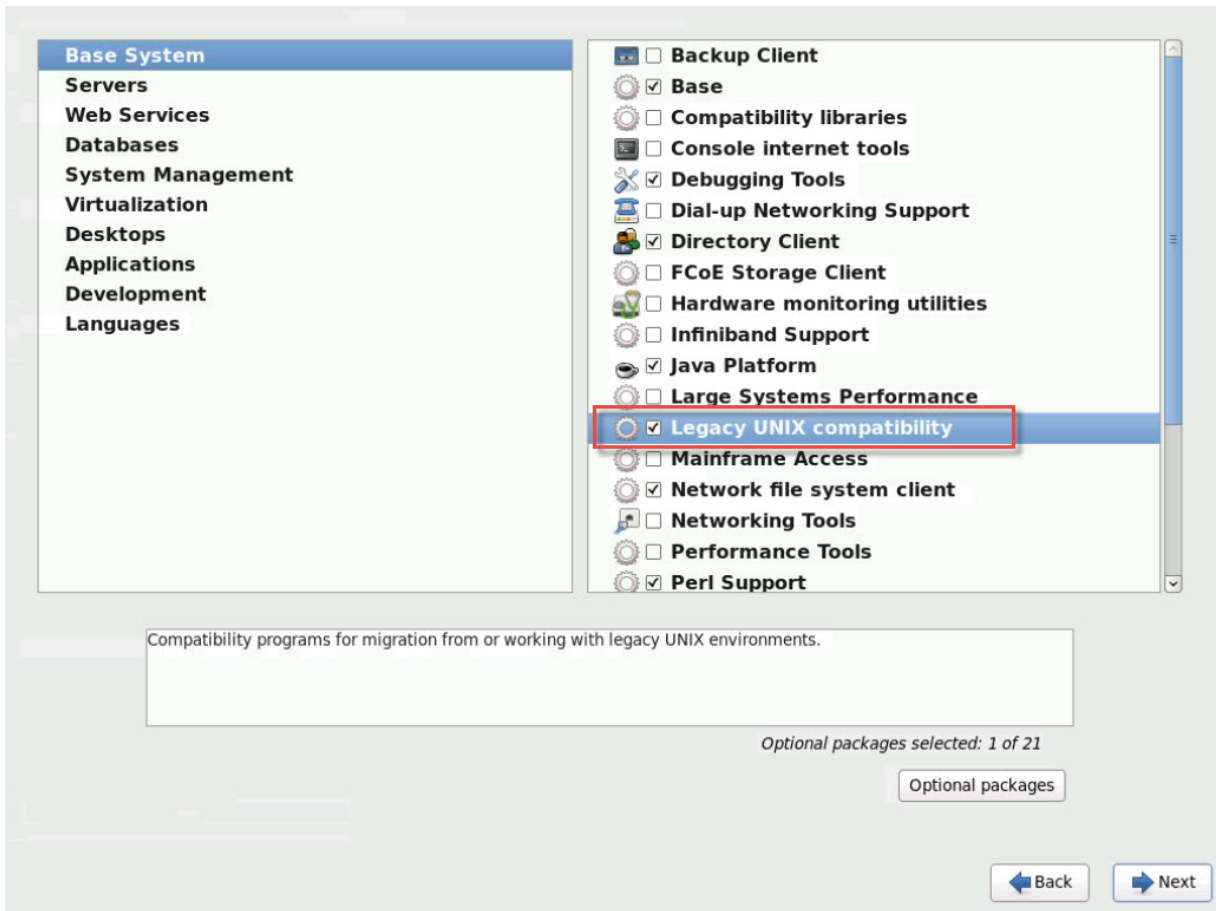 Base System
Servers
Web Services
Databases
System Management
Virtualization
Desktops
Applications
Development
Languages
Backup Client
Base
Compatibility libraries
Console internet tools
Debugging Tools
Dial-up Networking Support
Directory Client
FCoE Storage Client
Hardware monitoring utilities
Infiniband Support
Java Platform
Large Systems Performance
Legacy UNIX compatibility
Mainframe Access
Network file system client
Networking Tools
Performance Tools
Perl Support
Compatibility programs for migration from or working with legacy UNIX environments.
Optional packages selected: 1 of 21
Optional packages
Back
Next